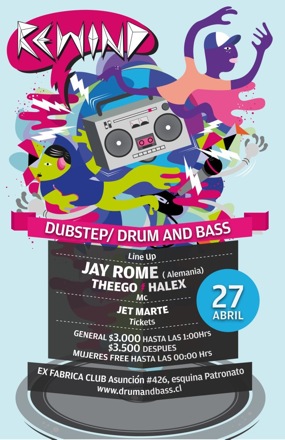 REWIND
DUBSTEP/ DRUM AND BASS
Line Up
JAY ROME ( Alemania)
THEEGO / HALEX
Mc
JET MARTE
Tickets
GENERAL $3.000 HASTA LAS 1:00Hrs
$3.500 DESPUES
MUJERES FREE HASTA LAS 00:00 Hrs
27
ABRIL
EX FABRICA CLUB Asunción #426, esquina Patronato
www.drumandbass.cl